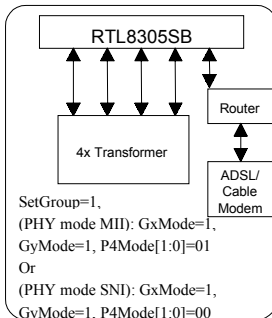 RTL8305SB
4x Transformer
Router
ADSL/
Cable
Modem
SetGroup=1,
(PHY mode MII): GxMode=1,
GyMode=1, P4Mode[1:0]=01
Or
(PHY mode SNI): GxMode=1,
GyMode=1, P4Mode[1:0]=00